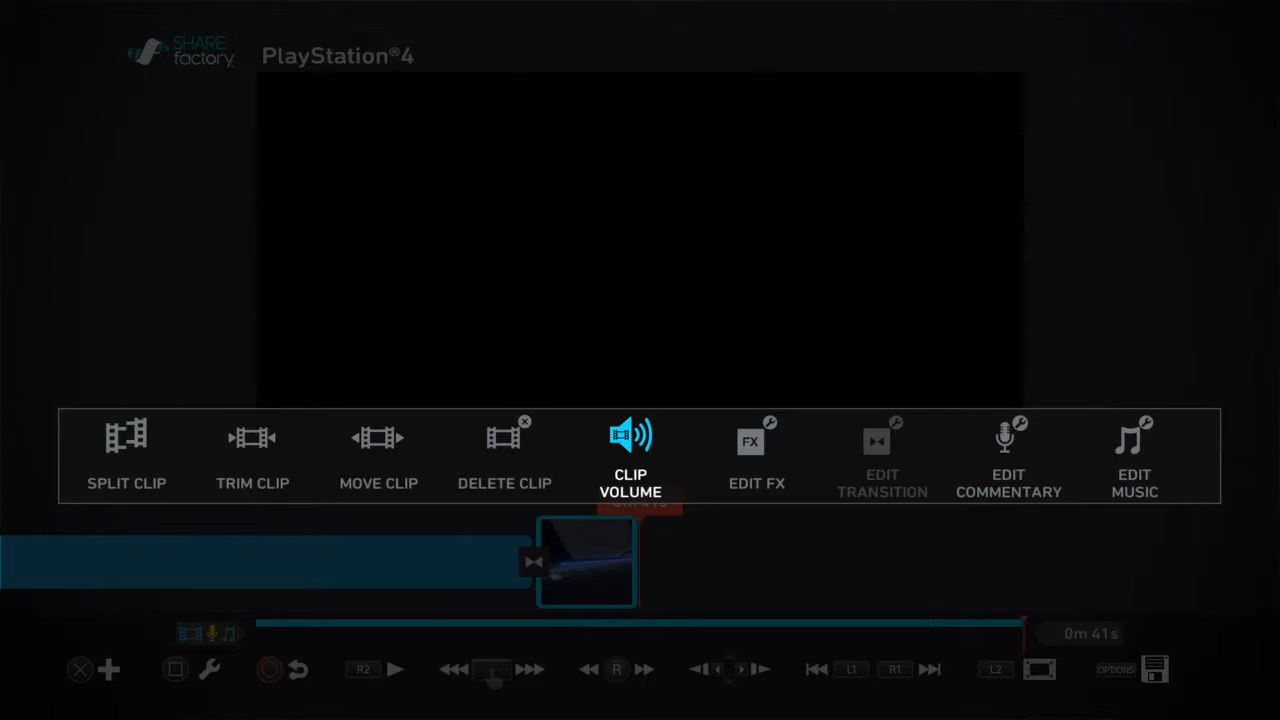 SHARE
factory
PlayStation®4
SPLIT CLIP
TRIM CLIP
MOVE CLIP
DELETE CLIP
CLIP
VOLUME
FX
EDIT FX
EDIT
TRANSITION
EDIT
COMMENTARY
EDIT
MUSIC
0m 41s
R2
R
L1
R1
L2
OPTIONS